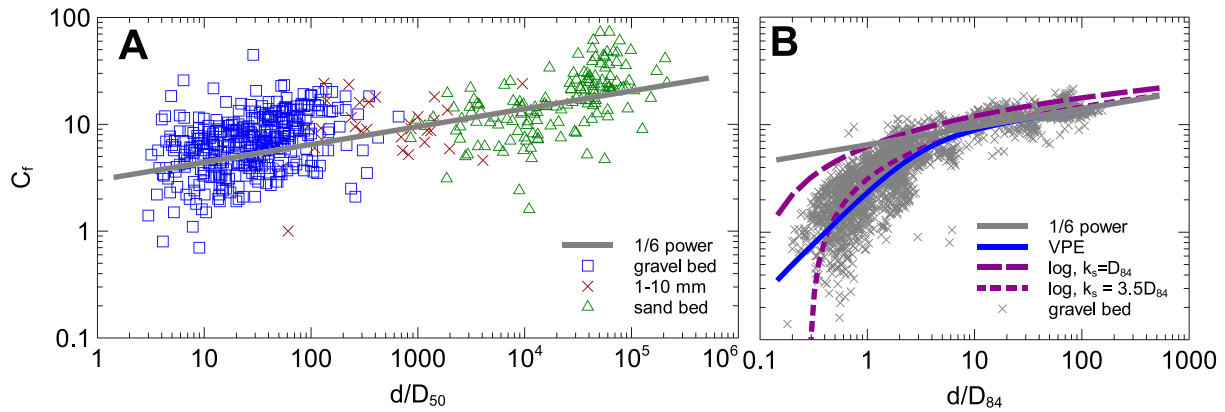 A
B
C_f
100
10
1
0.1
1/6 power
gravel bed
1-10 mm
sand bed
1/6 power
VPE
log, k_s=D_84
log, k_s = 3.5D_84
gravel bed
1
10
100
1000
10^4
10^5
10^6
0.1
1
10
100
1000
d/D_50
d/D_84